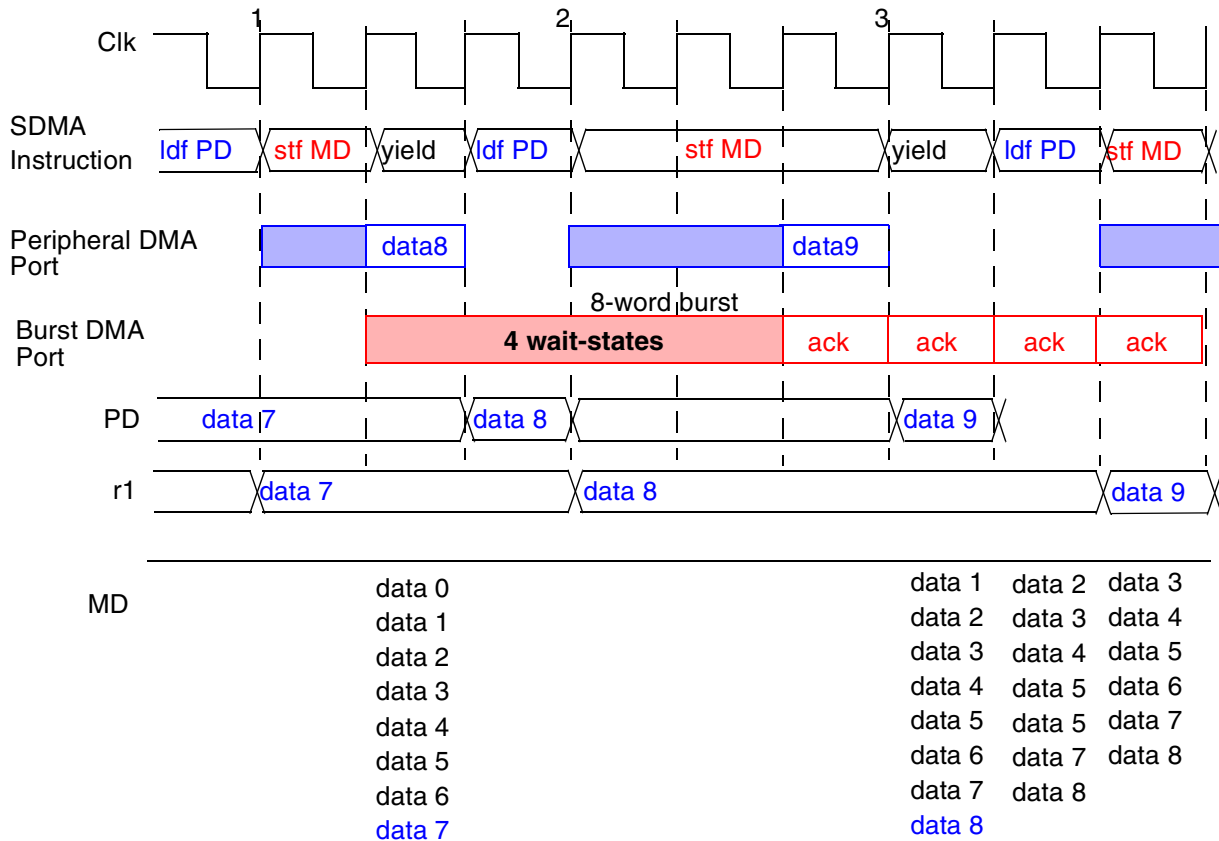 1 2 3
Clk
SDMA
Instruction
ldf PD stf MD yield ldf PD stf MD yield ldf PD stf MD
Peripheral DMA
Port
data8 data9
8-word burst
Burst DMA
Port
4 wait-states ack ack ack ack
PD data 7 data 8 data 9
r1 data 7 data 8 data 9
MD
data 0
data 1
data 2
data 3
data 4
data 5
data 6
data 7
data 1
data 2
data 3
data 4
data 5
data 6
data 7
data 8
data 2
data 3
data 4
data 5
data 5
data 7
data 8
data 3
data 4
data 5
data 6
data 7
data 8